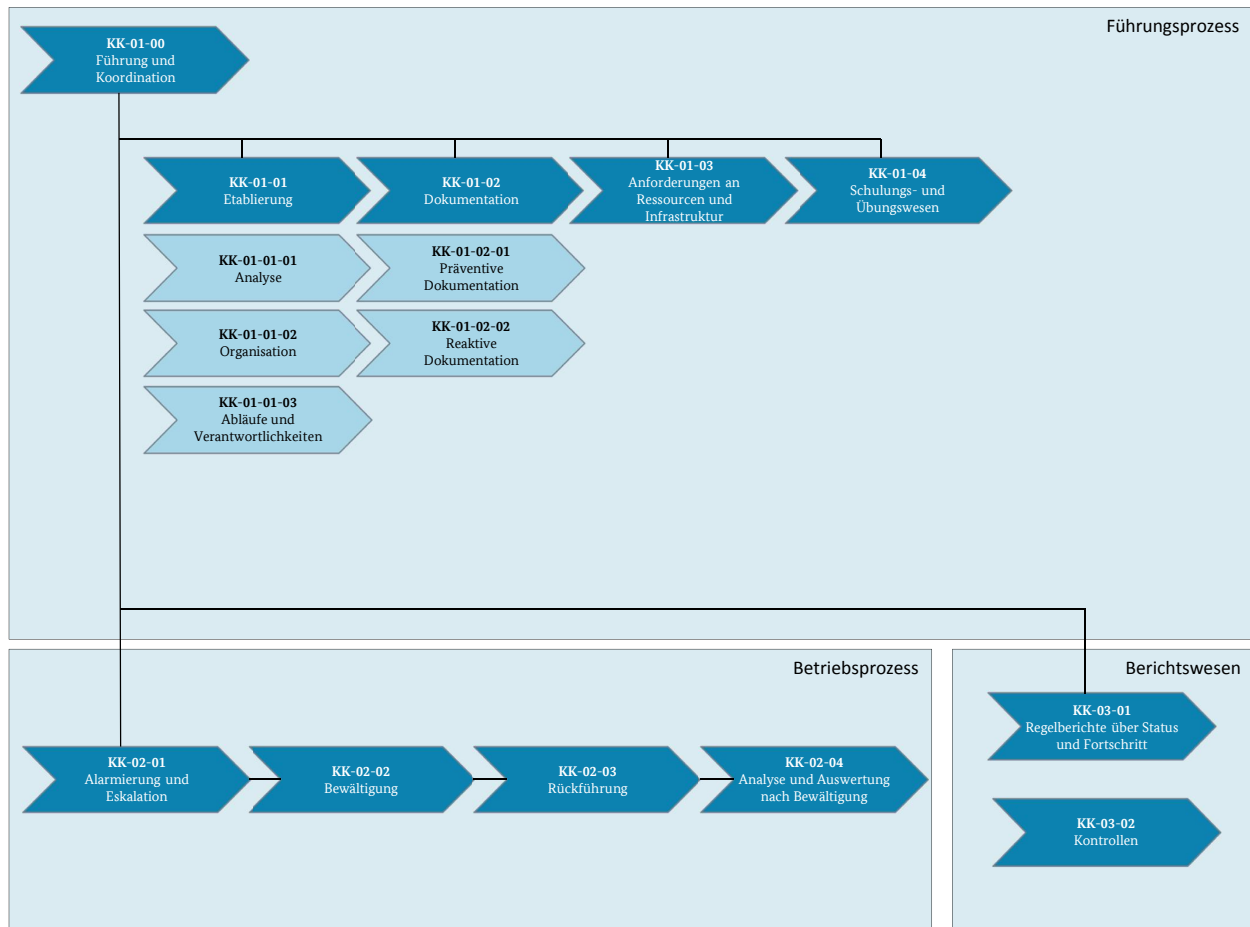 Führungsprozess
KK-01-00
Führung und
Koordination
KK-01-01
Etablierung
KK-01-02
Dokumentation
KK-01-03
Anforderungen an
Ressourcen und
Infrastruktur
KK-01-04
Schulungs- und
Übungswesen
KK-01-01-01
Analyse
KK-01-02-01
Präventive
Dokumentation
KK-01-01-02
Organisation
KK-01-02-02
Reaktive
Dokumentation
KK-01-01-03
Abläufe und
Verantwortlichkeiten
Betriebsprozess
KK-02-01
Alarmierung und
Eskalation
KK-02-02
Bewältigung
KK-02-03
Rückführung
KK-02-04
Analyse und Auswertung
nach Bewältigung
Berichtswesen
KK-03-01
Regelberichte über Status
und Fortschritt
KK-03-02
Kontrollen